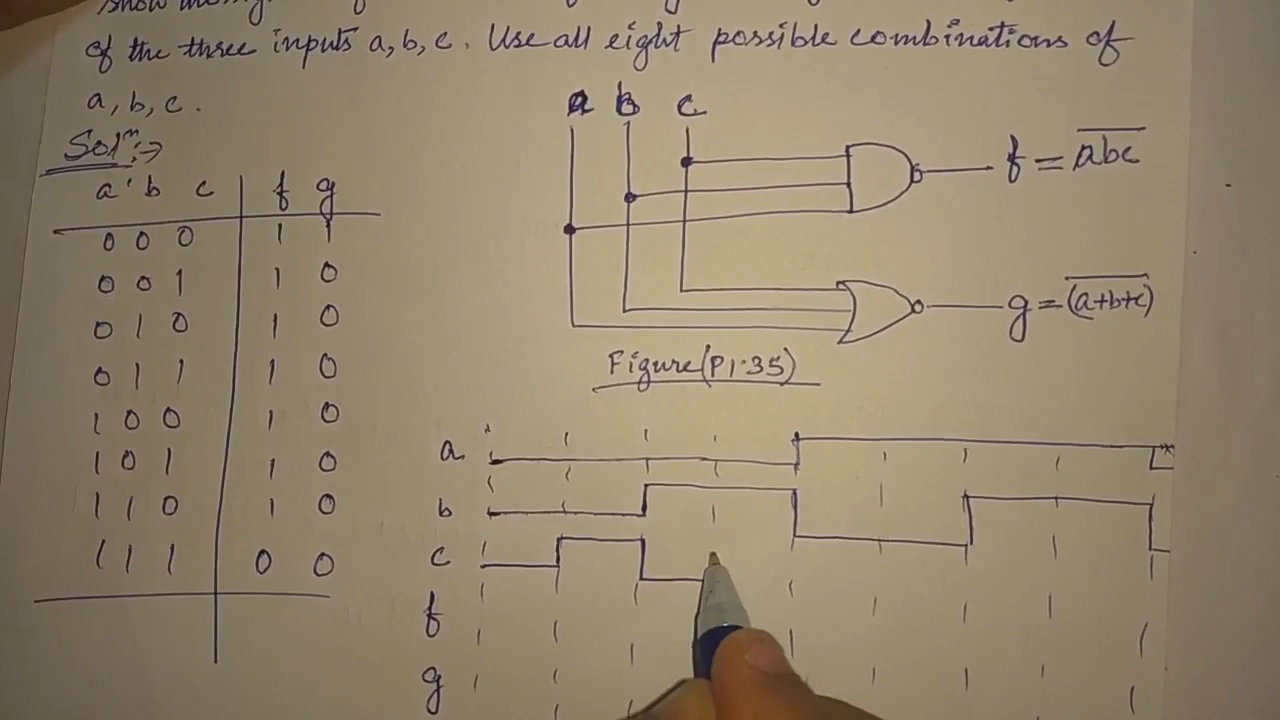 of the three inputs a, b, c. Use all eight possible combinations of
a, b, c.
Solⁿ:→
a b c f g
0 0 0 1 1
0 0 1 1 0
0 1 0 1 0
0 1 1 1 0
1 0 0 1 0
1 0 1 1 0
1 1 0 1 0
1 1 1 0 0
a b c
f = \overline{abc}
g = \overline{(a+b+c)}
Figure (P1.35)
a
b
c
f
g